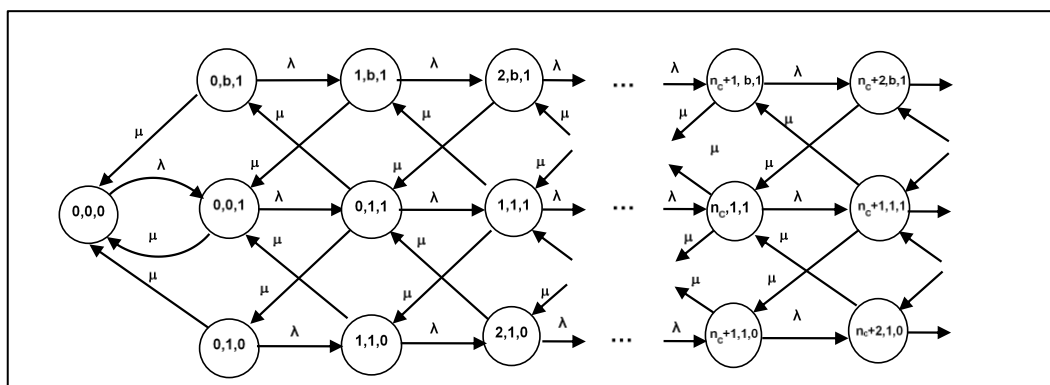 λ λ λ λ λ
0,b,1 1,b,1 2,b,1 ... n_c+1, b,1 n_c+2,b,1
μ μ μ μ μ
λ μ μ μ μ
0,0,0 0,0,1 λ 0,1,1 λ 1,1,1 λ ... λ n_c,1,1 λ n_c+1,1,1
μ μ μ μ μ
μ μ μ μ μ μ
0,1,0 λ 1,1,0 λ 2,1,0 λ ... λ n_c+1,1,0 λ n_c+2,1,0